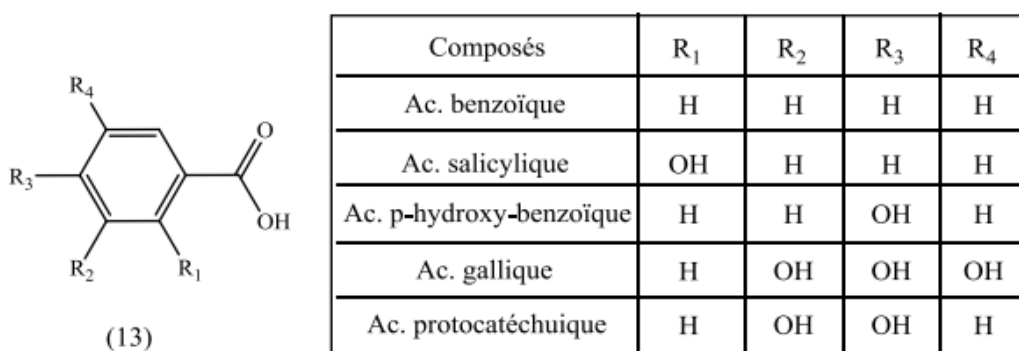 R4
R3
R2
R1
O
OH
(13)
Composés R1 R2 R3 R4
Ac. benzoïque H H H H
Ac. salicylique OH H H H
Ac. p-hydroxy-benzoïque H H OH H
Ac. gallique H OH OH OH
Ac. protocatéchuique H OH OH H